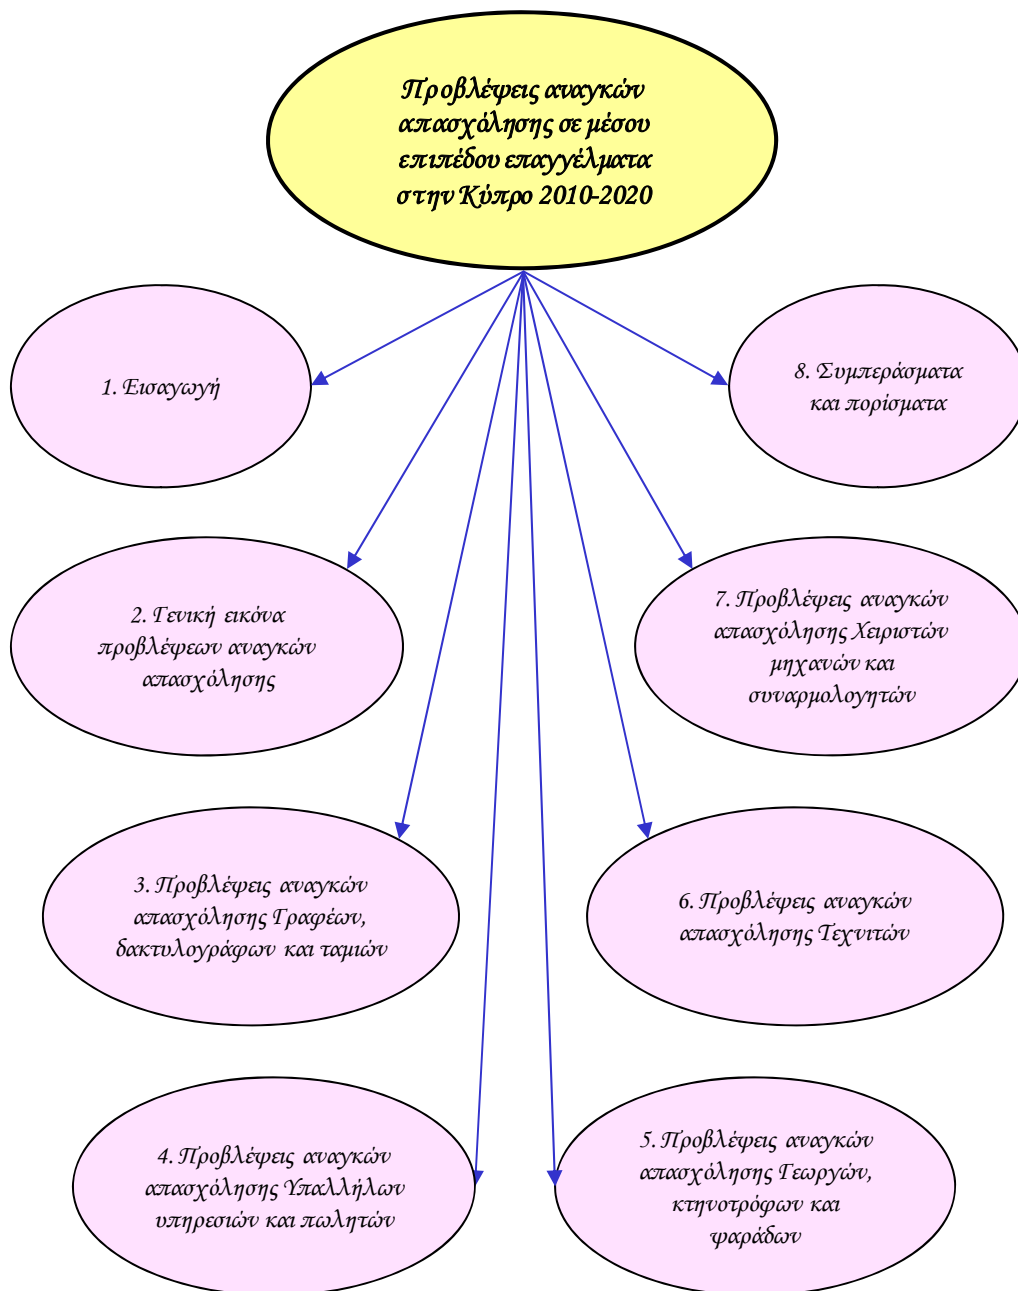 Προβλέψεις αναγκών
απασχόλησης σε μέσου
επιπέδου επαγγέλματα
στην Κύπρο 2010-2020
1. Εισαγωγή
2. Γενική εικόνα
προβλέψεων αναγκών
απασχόλησης
3. Προβλέψεις αναγκών
απασχόλησης Γραφέων,
δακτυλογράφων και ταμιών
4. Προβλέψεις αναγκών
απασχόλησης Υπαλλήλων
υπηρεσιών και πωλητών
5. Προβλέψεις αναγκών
απασχόλησης Γεωργών,
κτηνοτρόφων και
ψαράδων
6. Προβλέψεις αναγκών
απασχόλησης Τεχνιτών
7. Προβλέψεις αναγκών
απασχόλησης Χειριστών
μηχανών και
συναρμολογητών
8. Συμπεράσματα
και πορίσματα